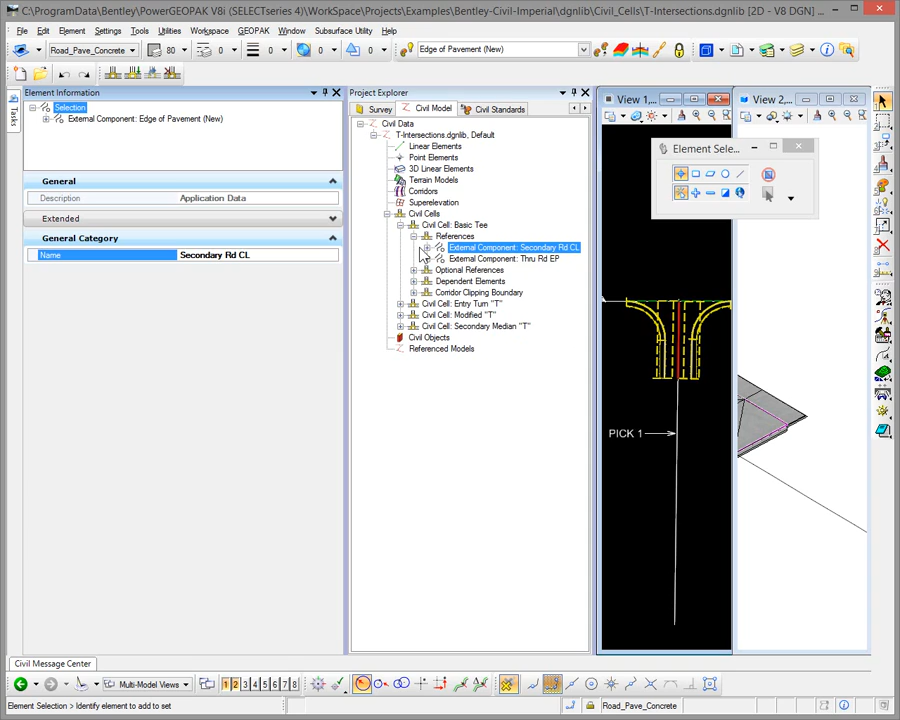 C:\ProgramData\Bentley\PowerGEOPAK V8i (SELECTseries 4)\WorkSpace\Projects\Examples\Bentley-Civil-Imperial\dgnlib\Civil_Cells\T-Intersections.dgnlib [2D - V8 DGN]
File Element Settings Tools Utilities Workspace GEOPAK Window Subsurface Utility Help
Road_Pave_Concrete 80 0 0 0 0 Edge of Pavement (New)
Element Information
Selection
External Component: Edge of Pavement (New)
General
Description Application Data
Extended
General Category
Name Secondary Rd CL
Tasks
Project Explorer
Survey Civil Model Civil Standards
Civil Data
T-Intersections.dgnlib, Default
Linear Elements
Point Elements
3D Linear Elements
Terrain Models
Corridors
Superelevation
Civil Cells
Civil Cell: Basic Tee
References
External Component: Secondary Rd CL
External Component: Thru Rd EP
Optional References
Dependent Elements
Corridor Clipping Boundary
Civil Cell: Entry Turn "T"
Civil Cell: Modified "T"
Civil Cell: Secondary Median "T"
Civil Objects
Referenced Models
View 1,... View 2,...
Element Sele...
PICK 1
Civil Message Center
Multi-Model Views 1 2 3 4 5 6 7 8
Element Selection > Identify element to add to set
Road_Pave_Concrete